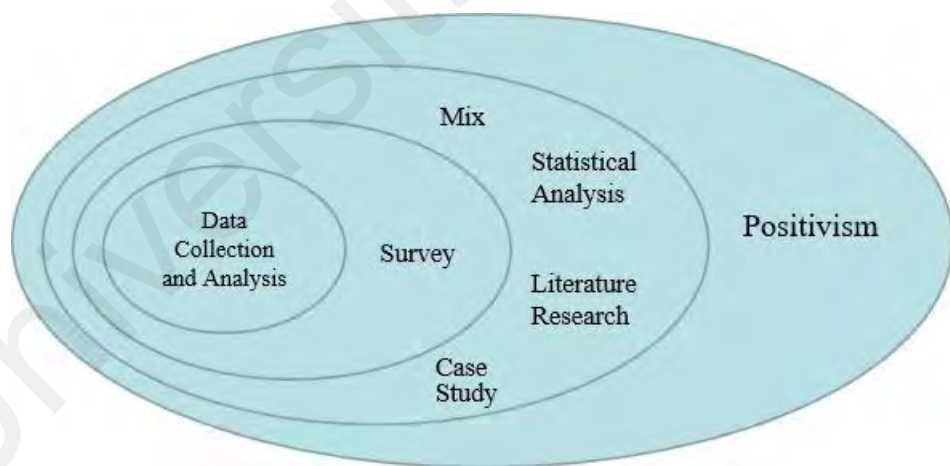 Mix
Statistical
Analysis
Positivism
Data
Collection
and Analysis
Survey
Literature
Research
Case
Study